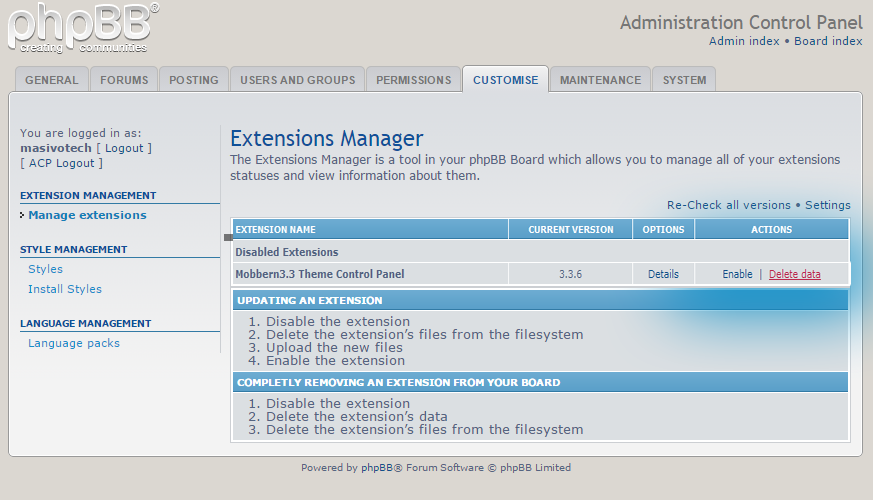 phpBB®
creating communities
Administration Control Panel
Admin index • Board index
GENERAL FORUMS POSTING USERS AND GROUPS PERMISSIONS CUSTOMISE MAINTENANCE SYSTEM
You are logged in as:
masivotech [ Logout ]
[ ACP Logout ]
EXTENSION MANAGEMENT
Manage extensions
STYLE MANAGEMENT
Styles
Install Styles
LANGUAGE MANAGEMENT
Language packs
Extensions Manager
The Extensions Manager is a tool in your phpBB Board which allows you to manage all of your extensions
statuses and view information about them.
Re-Check all versions • Settings
EXTENSION NAME CURRENT VERSION OPTIONS ACTIONS
Disabled Extensions
Mobbern3.3 Theme Control Panel 3.3.6 Details Enable | Delete data
UPDATING AN EXTENSION
1. Disable the extension
2. Delete the extension's files from the filesystem
3. Upload the new files
4. Enable the extension
COMPLETLY REMOVING AN EXTENSION FROM YOUR BOARD
1. Disable the extension
2. Delete the extension's data
3. Delete the extension's files from the filesystem
Powered by phpBB® Forum Software © phpBB Limited